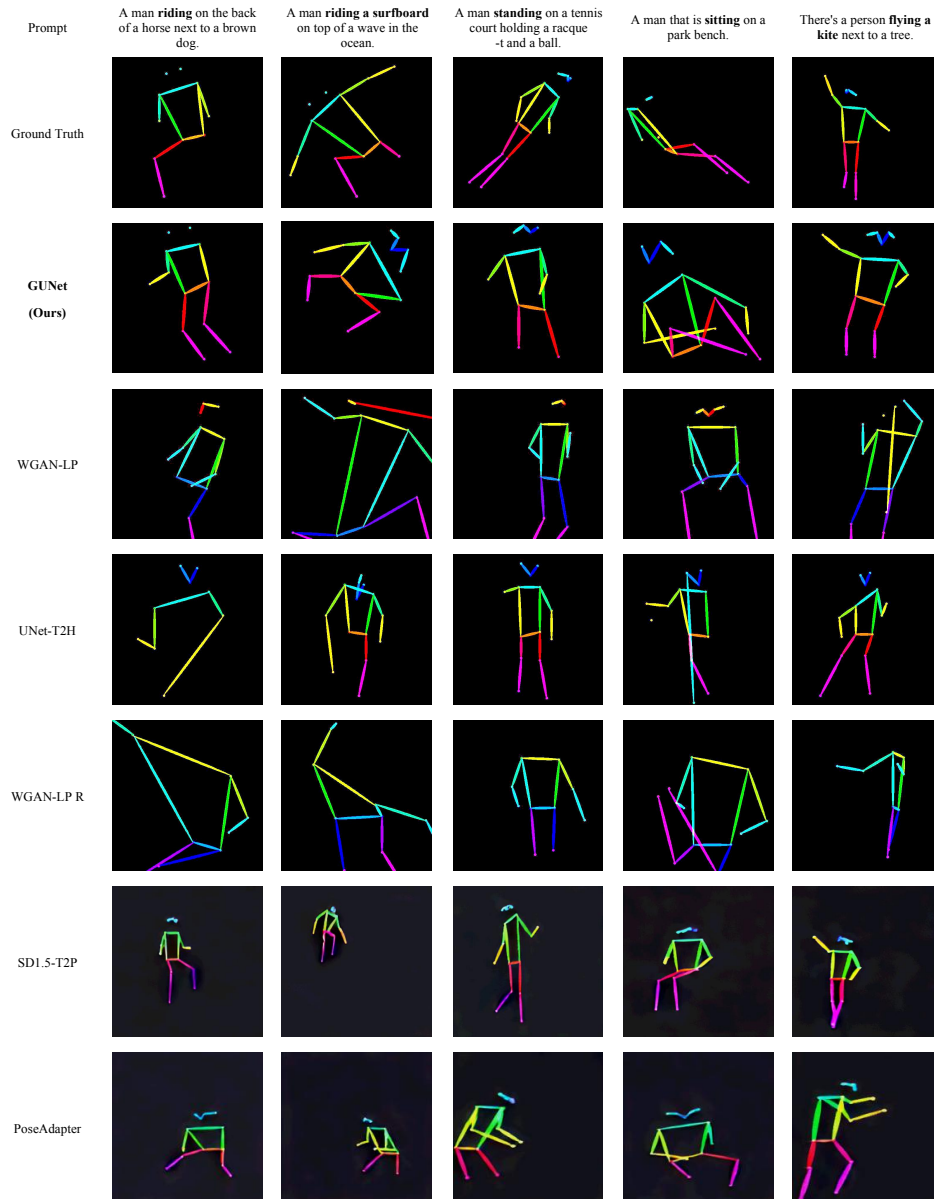 Prompt
A man riding on the back
of a horse next to a brown
dog.
A man riding a surfboard
on top of a wave in the
ocean.
A man standing on a tennis
court holding a racque
-t and a ball.
A man that is sitting on a
park bench.
There's a person flying a
kite next to a tree.
Ground Truth
GUNet
(Ours)
WGAN-LP
UNet-T2H
WGAN-LP R
SD1.5-T2P
PoseAdapter